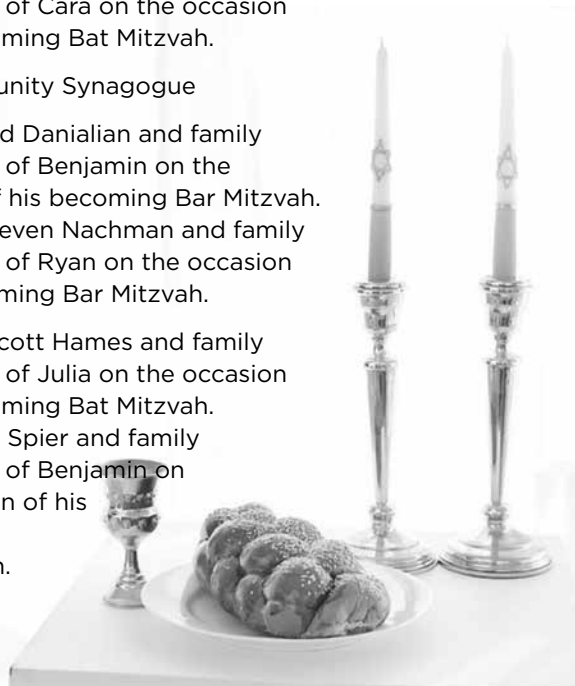 of Cara on the occasion
ming Bat Mitzvah.
unity Synagogue
d Danialian and family
of Benjamin on the
f his becoming Bar Mitzvah.
even Nachman and family
of Ryan on the occasion
ming Bar Mitzvah.
cott Hames and family
of Julia on the occasion
ming Bat Mitzvah.
Spier and family
of Benjamin on
n of his
n.